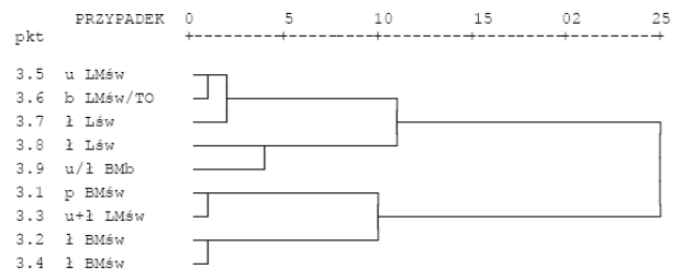 PRZYPADEK 0 5 10 15 02 25
pkt
3.5 u LMśw
3.6 b LMśw/TO
3.7 ł Lśw
3.8 ł Lśw
3.9 u/ł BMb
3.1 p BMśw
3.3 u+ł LMśw
3.2 ł BMśw
3.4 ł BMśw